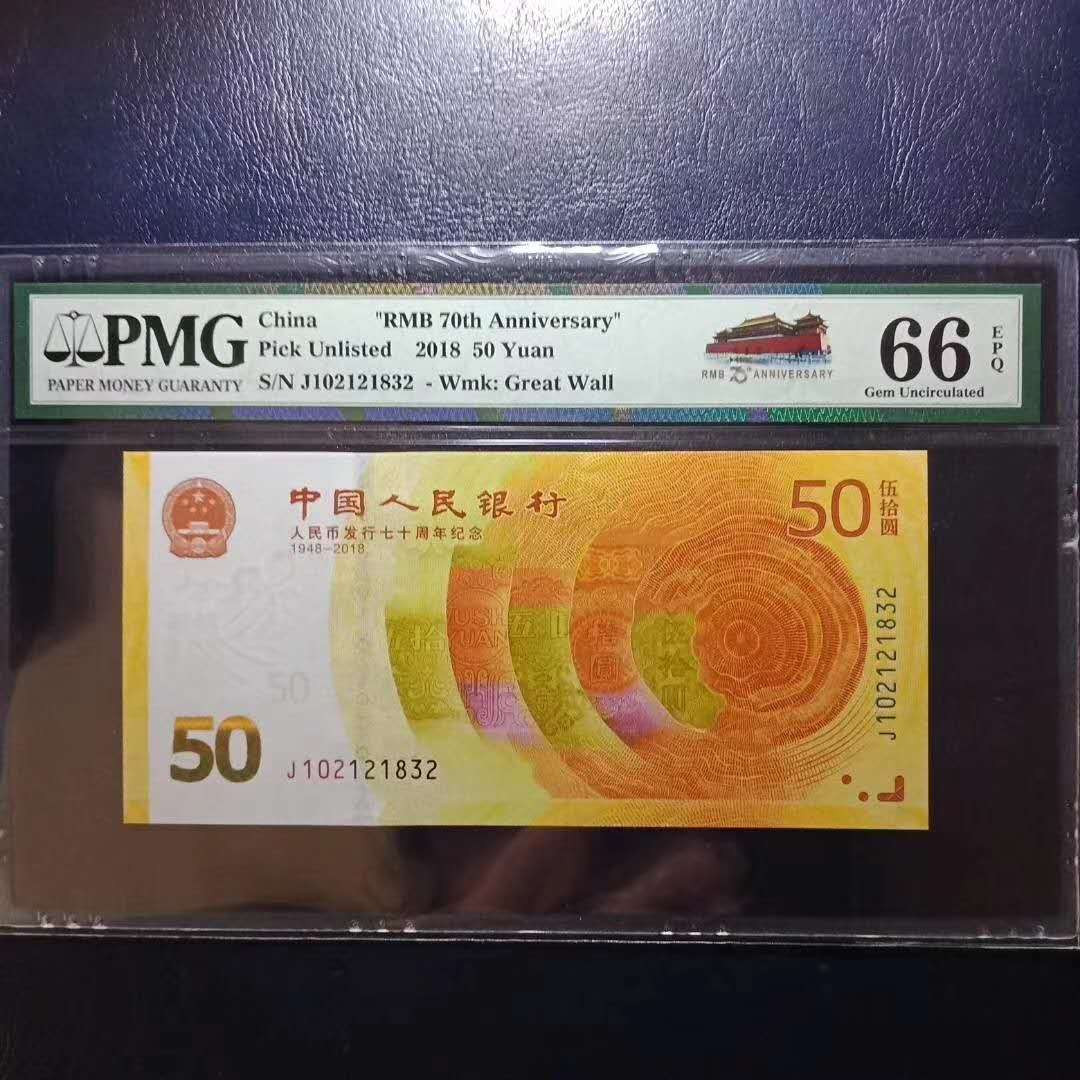 PMG
PAPER MONEY GUARANTY
China "RMB 70th Anniversary"
Pick Unlisted 2018 50 Yuan
S/N J102121832 - Wmk: Great Wall
RMB 70th ANNIVERSARY
66
EPQ
Gem Uncirculated
中国人民银行
人民币发行七十周年纪念
1948-2018
50
伍拾圆
J102121832
50
50
J102121832